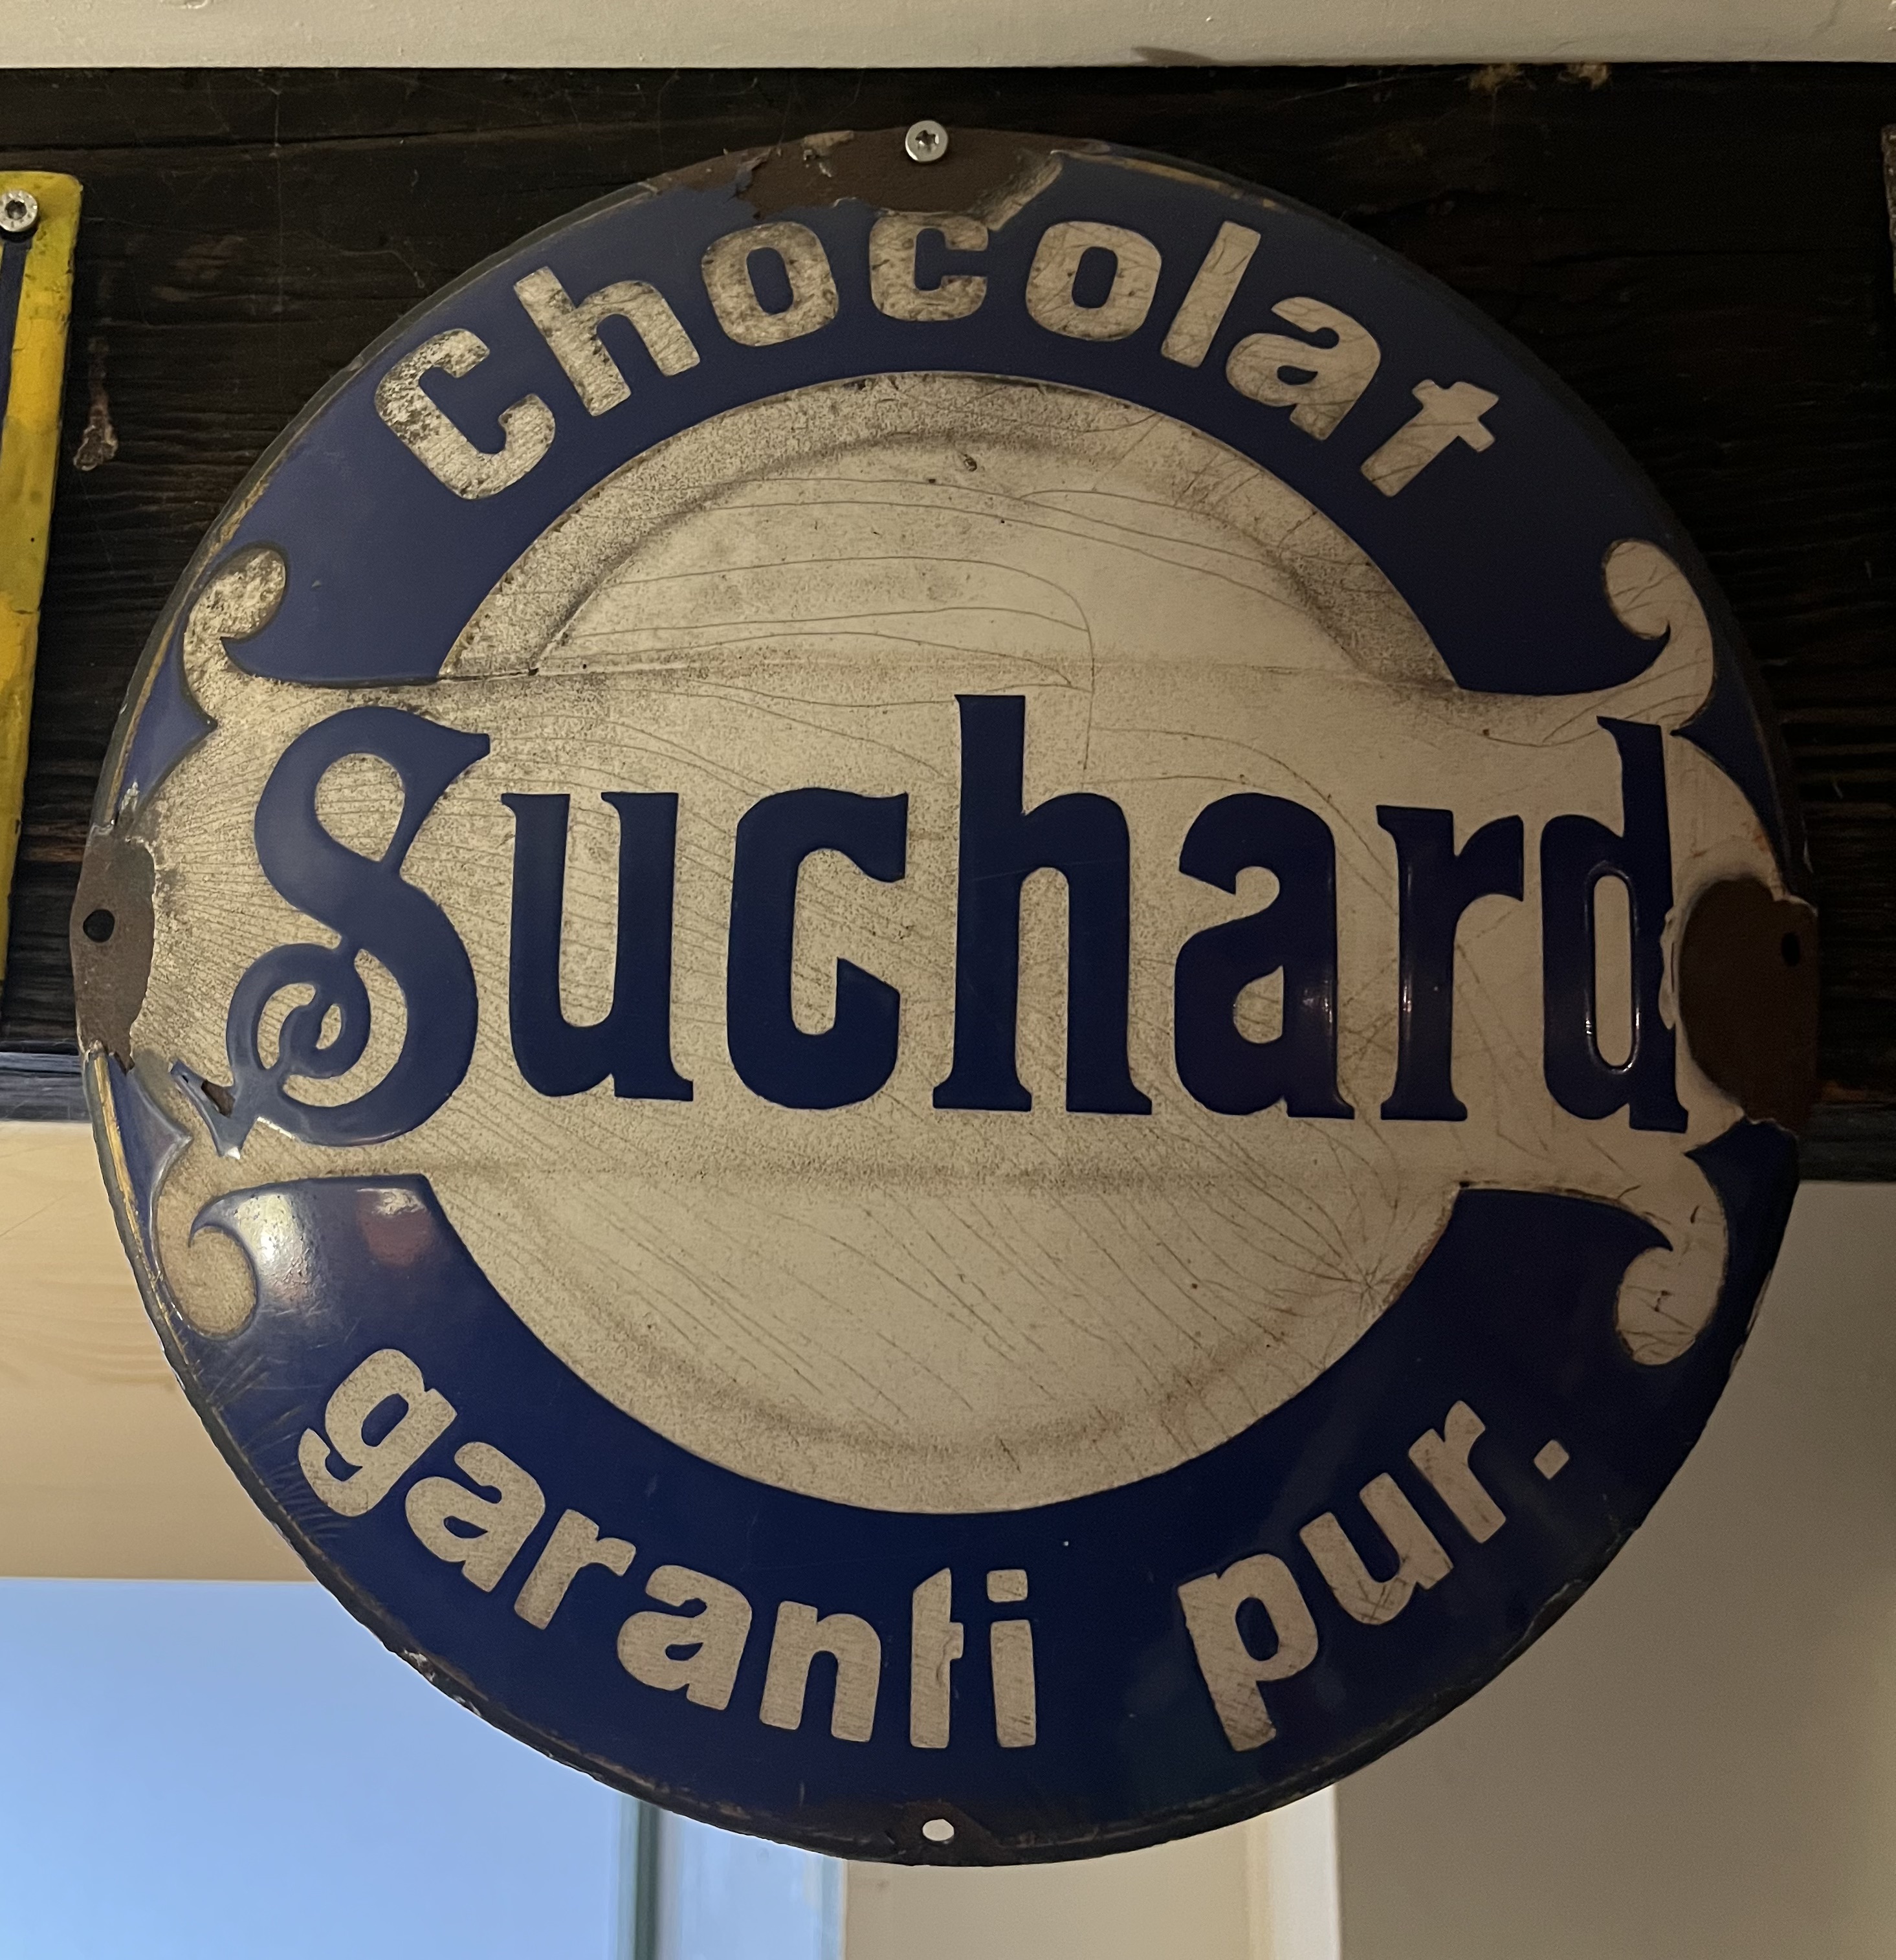 Chocolat
Suchard
garanti pur.